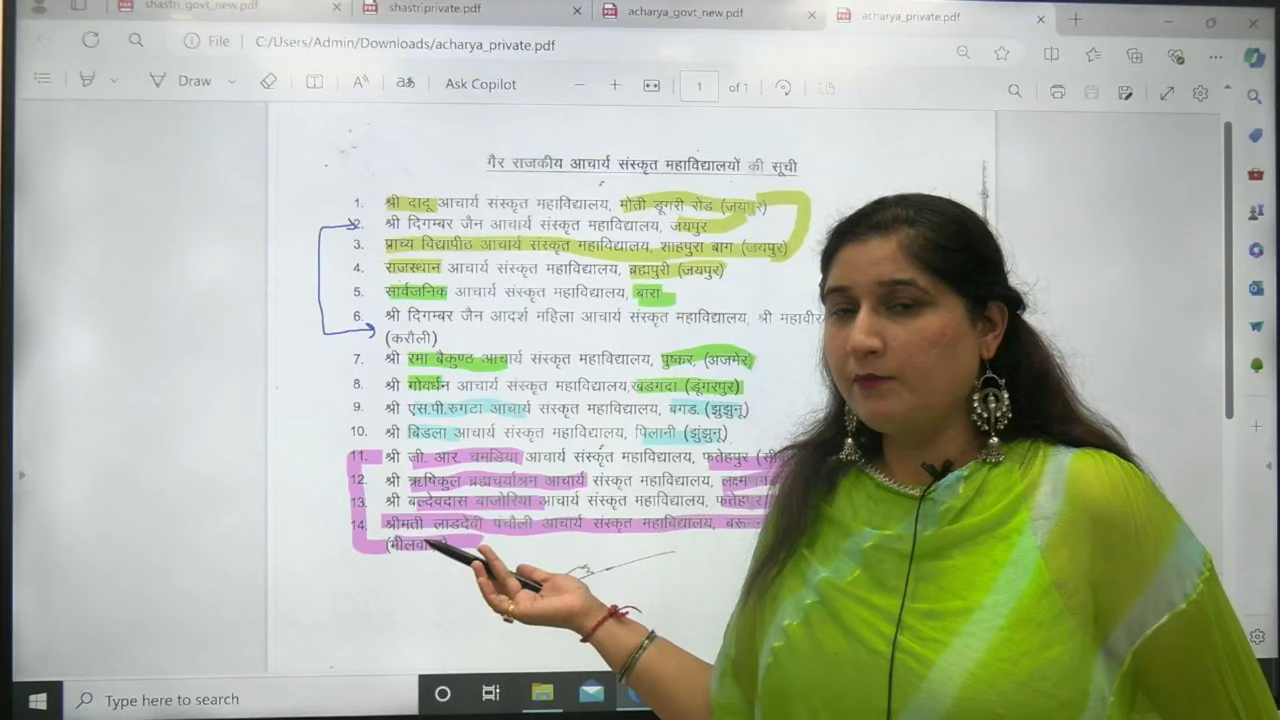 shastri_govt_new.pdf
shastriprivate.pdf
acharya_govt_new.pdf
acharya_private.pdf
File C:/Users/Admin/Downloads/acharya_private.pdf
Draw
Ask Copilot
1 of 1
गैर राजकीय आचार्य संस्कृत महाविद्यालयों की सूची
1. श्री दादू आचार्य संस्कृत महाविद्यालय, मोती डूगरी रोड (जयपुर)
2. श्री दिगम्बर जैन आचार्य संस्कृत महाविद्यालय, जयपुर
3. प्राच्य विद्यापीठ आचार्य संस्कृत महाविद्यालय, शाहपुरा बाग (जयपुर)
4. राजस्थान आचार्य संस्कृत महाविद्यालय, ब्रह्मपुरी (जयपुर)
5. सार्वजनिक आचार्य संस्कृत महाविद्यालय, बारा
6. श्री दिगम्बर जैन आदर्श महिला आचार्य संस्कृत महाविद्यालय, श्री महावीर
(करौली)
7. श्री रमा बैकुण्ठ आचार्य संस्कृत महाविद्यालय, पुष्कर, (अजमेर)
8. श्री गोवर्धन आचार्य संस्कृत महाविद्यालय,खडगदा (डूंगरपुर)
9. श्री एस.पी.रुगटा आचार्य संस्कृत महाविद्यालय, बगड. (झुझुनू)
10. श्री बिडला आचार्य संस्कृत महाविद्यालय, पिलानी (झुंझुनू)
11. श्री जी. आर. चमडिया आचार्य संस्कृत महाविद्यालय, फतेहपुर
12. श्री ऋषिकुल ब्रह्मचर्याश्रम आचार्य संस्कृत महाविद्यालय,
13. श्री बल्देवदास बाजोरिया आचार्य संस्कृत महाविद्यालय, फतेहपुर
14. श्रीमती लाडदेवी पंचौली आचार्य संस्कृत महाविद्यालय,
Type here to search